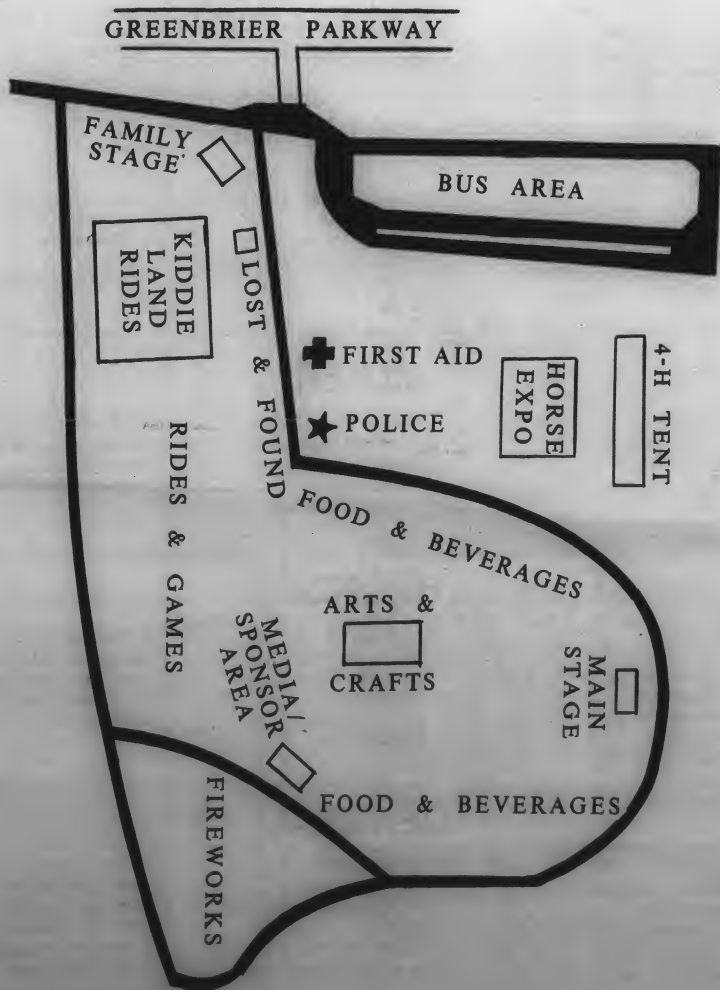 GREENBRIER PARKWAY
FAMILY
STAGE
BUS AREA
KIDDIE
LAND
RIDES
LOST & FOUND
FIRST AID
POLICE
HORSE
EXPO
4-H TENT
RIDES & GAMES
FOOD & BEVERAGES
ARTS &
CRAFTS
MEDIA/
SPONSOR
AREA
MAIN
STAGE
FOOD & BEVERAGES
FIREWORKS